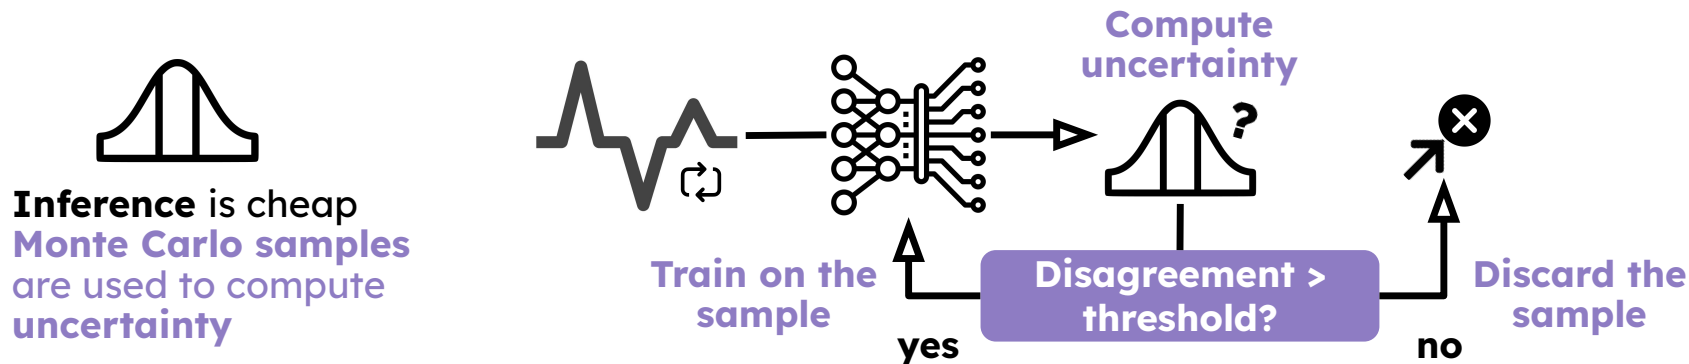 Inference is cheap
Monte Carlo samples
are used to compute
uncertainty
Compute
uncertainty
?
Train on the
sample
yes
Disagreement >
threshold?
Discard the
sample
no